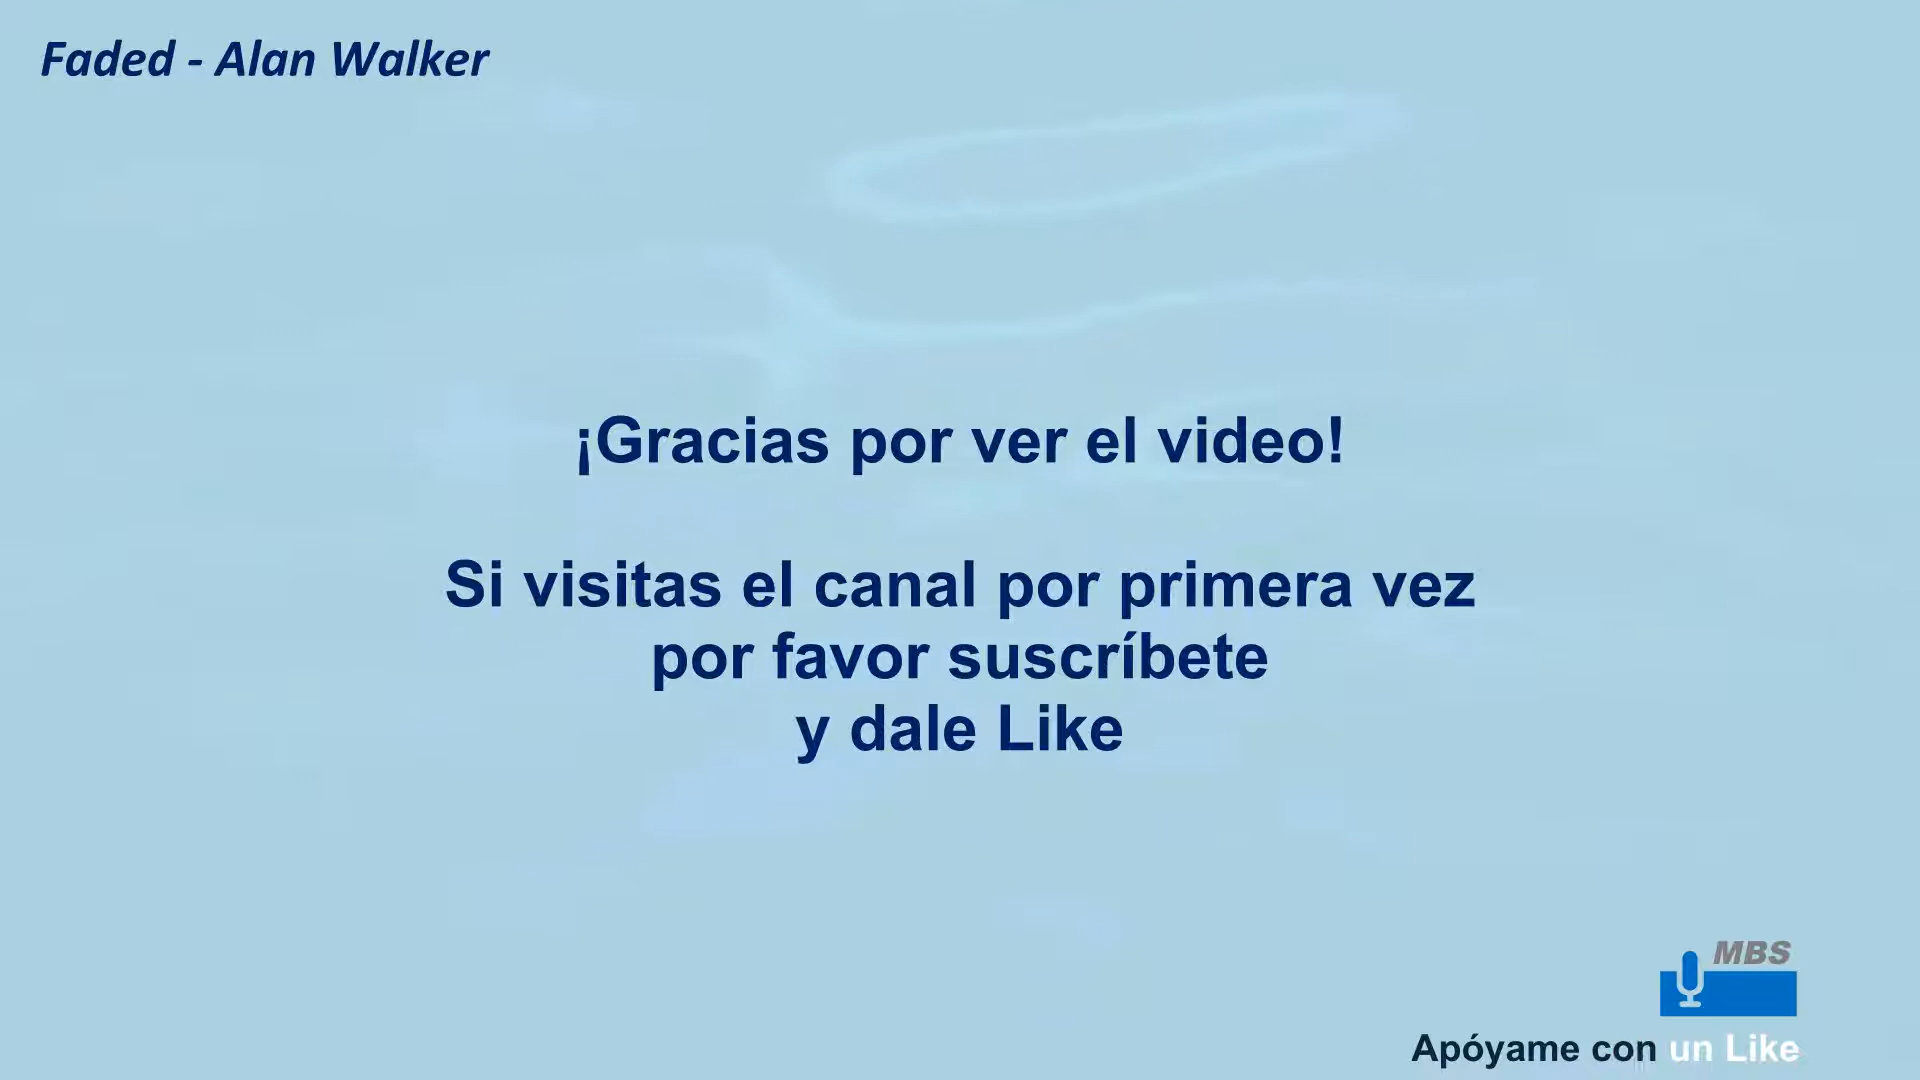 Faded - Alan Walker
¡Gracias por ver el video!
Si visitas el canal por primera vez
por favor suscríbete
y dale Like
MBS
Apóyame con un Like